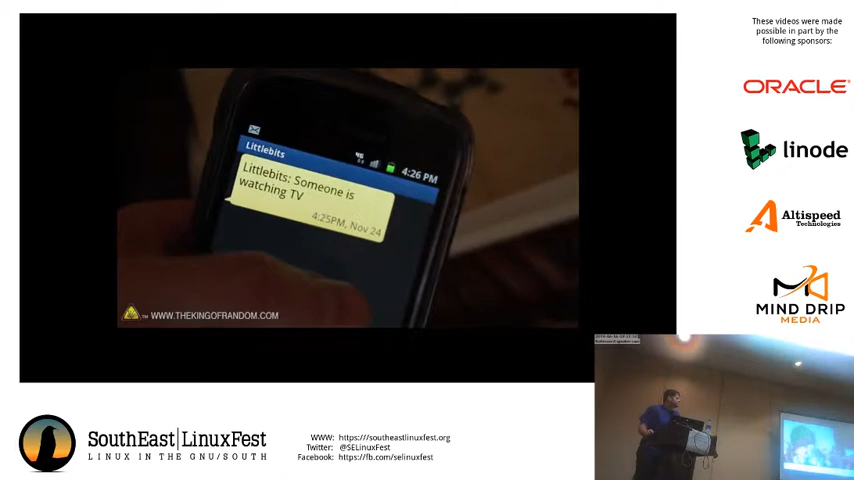 These videos were made
possible in part by the
following sponsors:
ORACLE
linode
Altispeed
Technologies
MIND DRIP
MEDIA
4G
4:26 PM
Littlebits
Littlebits: Someone is
watching TV
4:25PM, Nov 24
TM WWW.THEKINGOFRANDOM.COM
SouthEast|LinuxFest
LINUX IN THE GNU/SOUTH
WWW: https:///southeastlinuxfest.org
Twitter: @SELinuxFest
Facebook: https://fb.com/selinuxfest